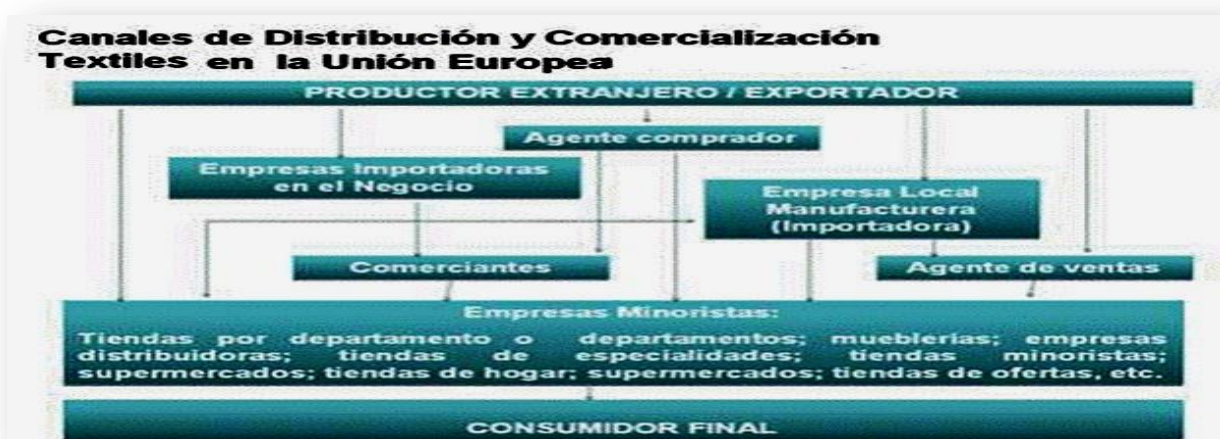 Canales de Distribución y Comercialización
Textiles en la Unión Europea
PRODUCTOR EXTRANJERO / EXPORTADOR
Agente comprador
Empresas Importadoras
en el Negocio
Empresa Local
Manufacturera
(Importadora)
Comerciantes
Agente de ventas
Empresas Minoristas:
Tiendas por departamento o departamentos; mueblerías; empresas
distribuidoras; tiendas de especialidades; tiendas minoristas;
supermercados; tiendas de hogar; supermercados; tiendas de ofertas, etc.
CONSUMIDOR FINAL